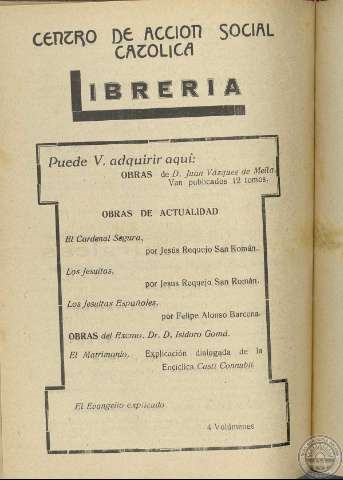 CENTRO DE ACCION SOCIAL
CATOLICA
LIBRERIA
Puede V. adquirir aquí:
OBRAS de D. Juan Vázquez de Mella.
Van publicados 12 tomos.
OBRAS DE ACTUALIDAD
El Cardenal Segura,
por Jesús Requejo San Román.
Los Jesuítas,
por Jesus Requejo San Román.
Los Jesuítas Españoles,
por Felipe Alonso Barcena.
OBRAS del Excmo. Dr. D. Isidoro Gomá.
El Matrimonio. Explicación dialogada de la
Encíclica Casti Connubii
El Evangelio explicado
4 Volúmenes